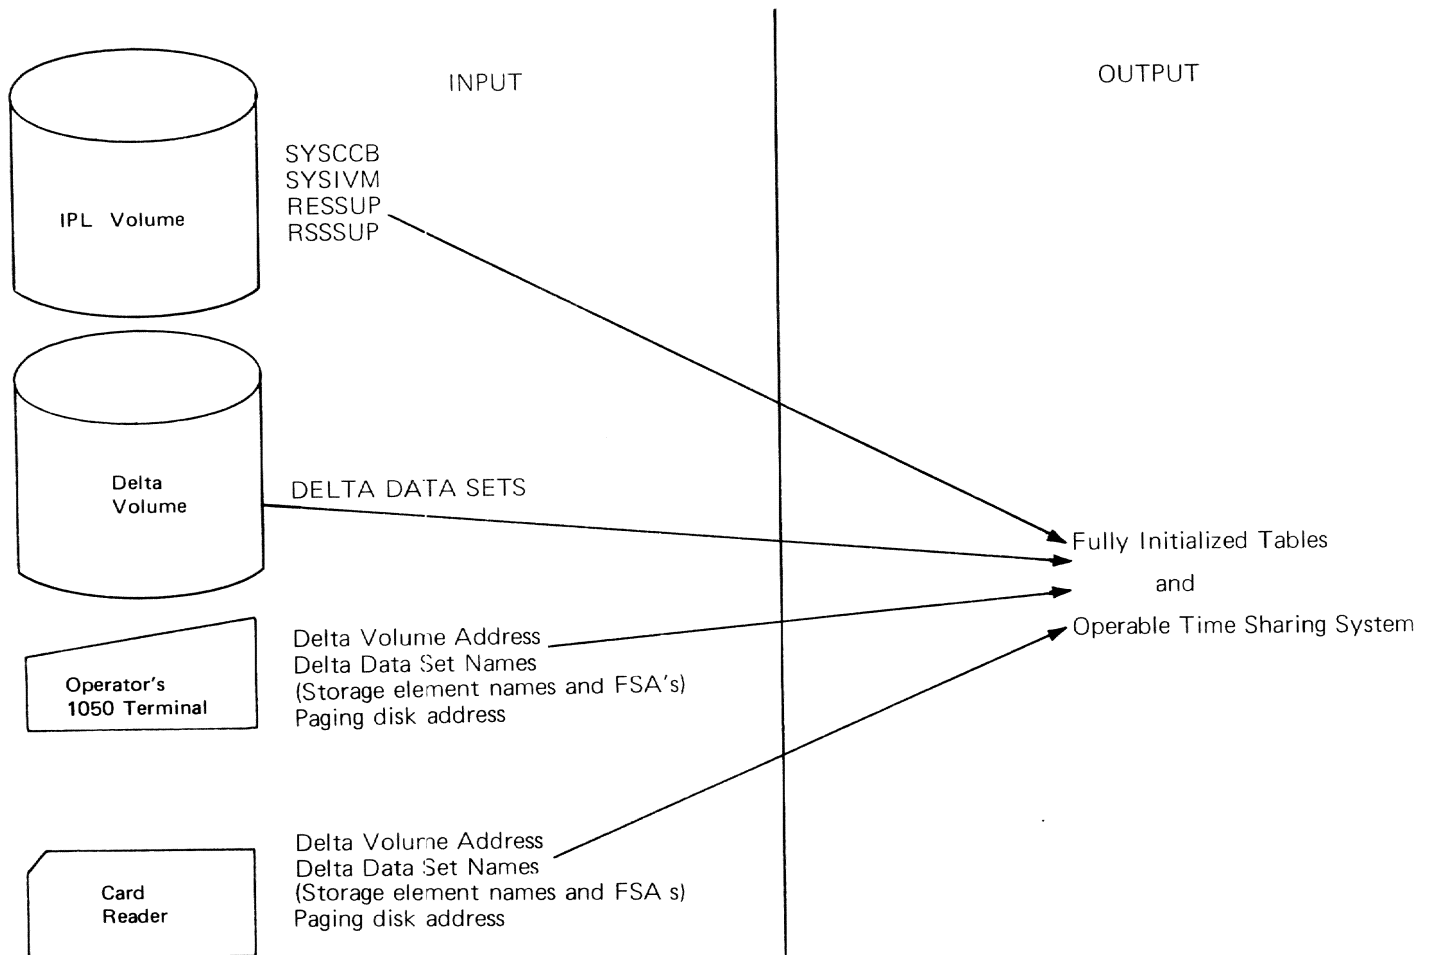 INPUT
OUTPUT
IPL Volume
SYSCCB
SYSIVM
RESSUP
RSSSUP
Delta
Volume
DELTA DATA SETS
Fully Initialized Tables
and
Operable Time Sharing System
Operator's
1050 Terminal
Delta Volume Address
Delta Data Set Names
(Storage element names and FSA's)
Paging disk address
Card
Reader
Delta Volume Address
Delta Data Set Names
(Storage element names and FSA s)
Paging disk address